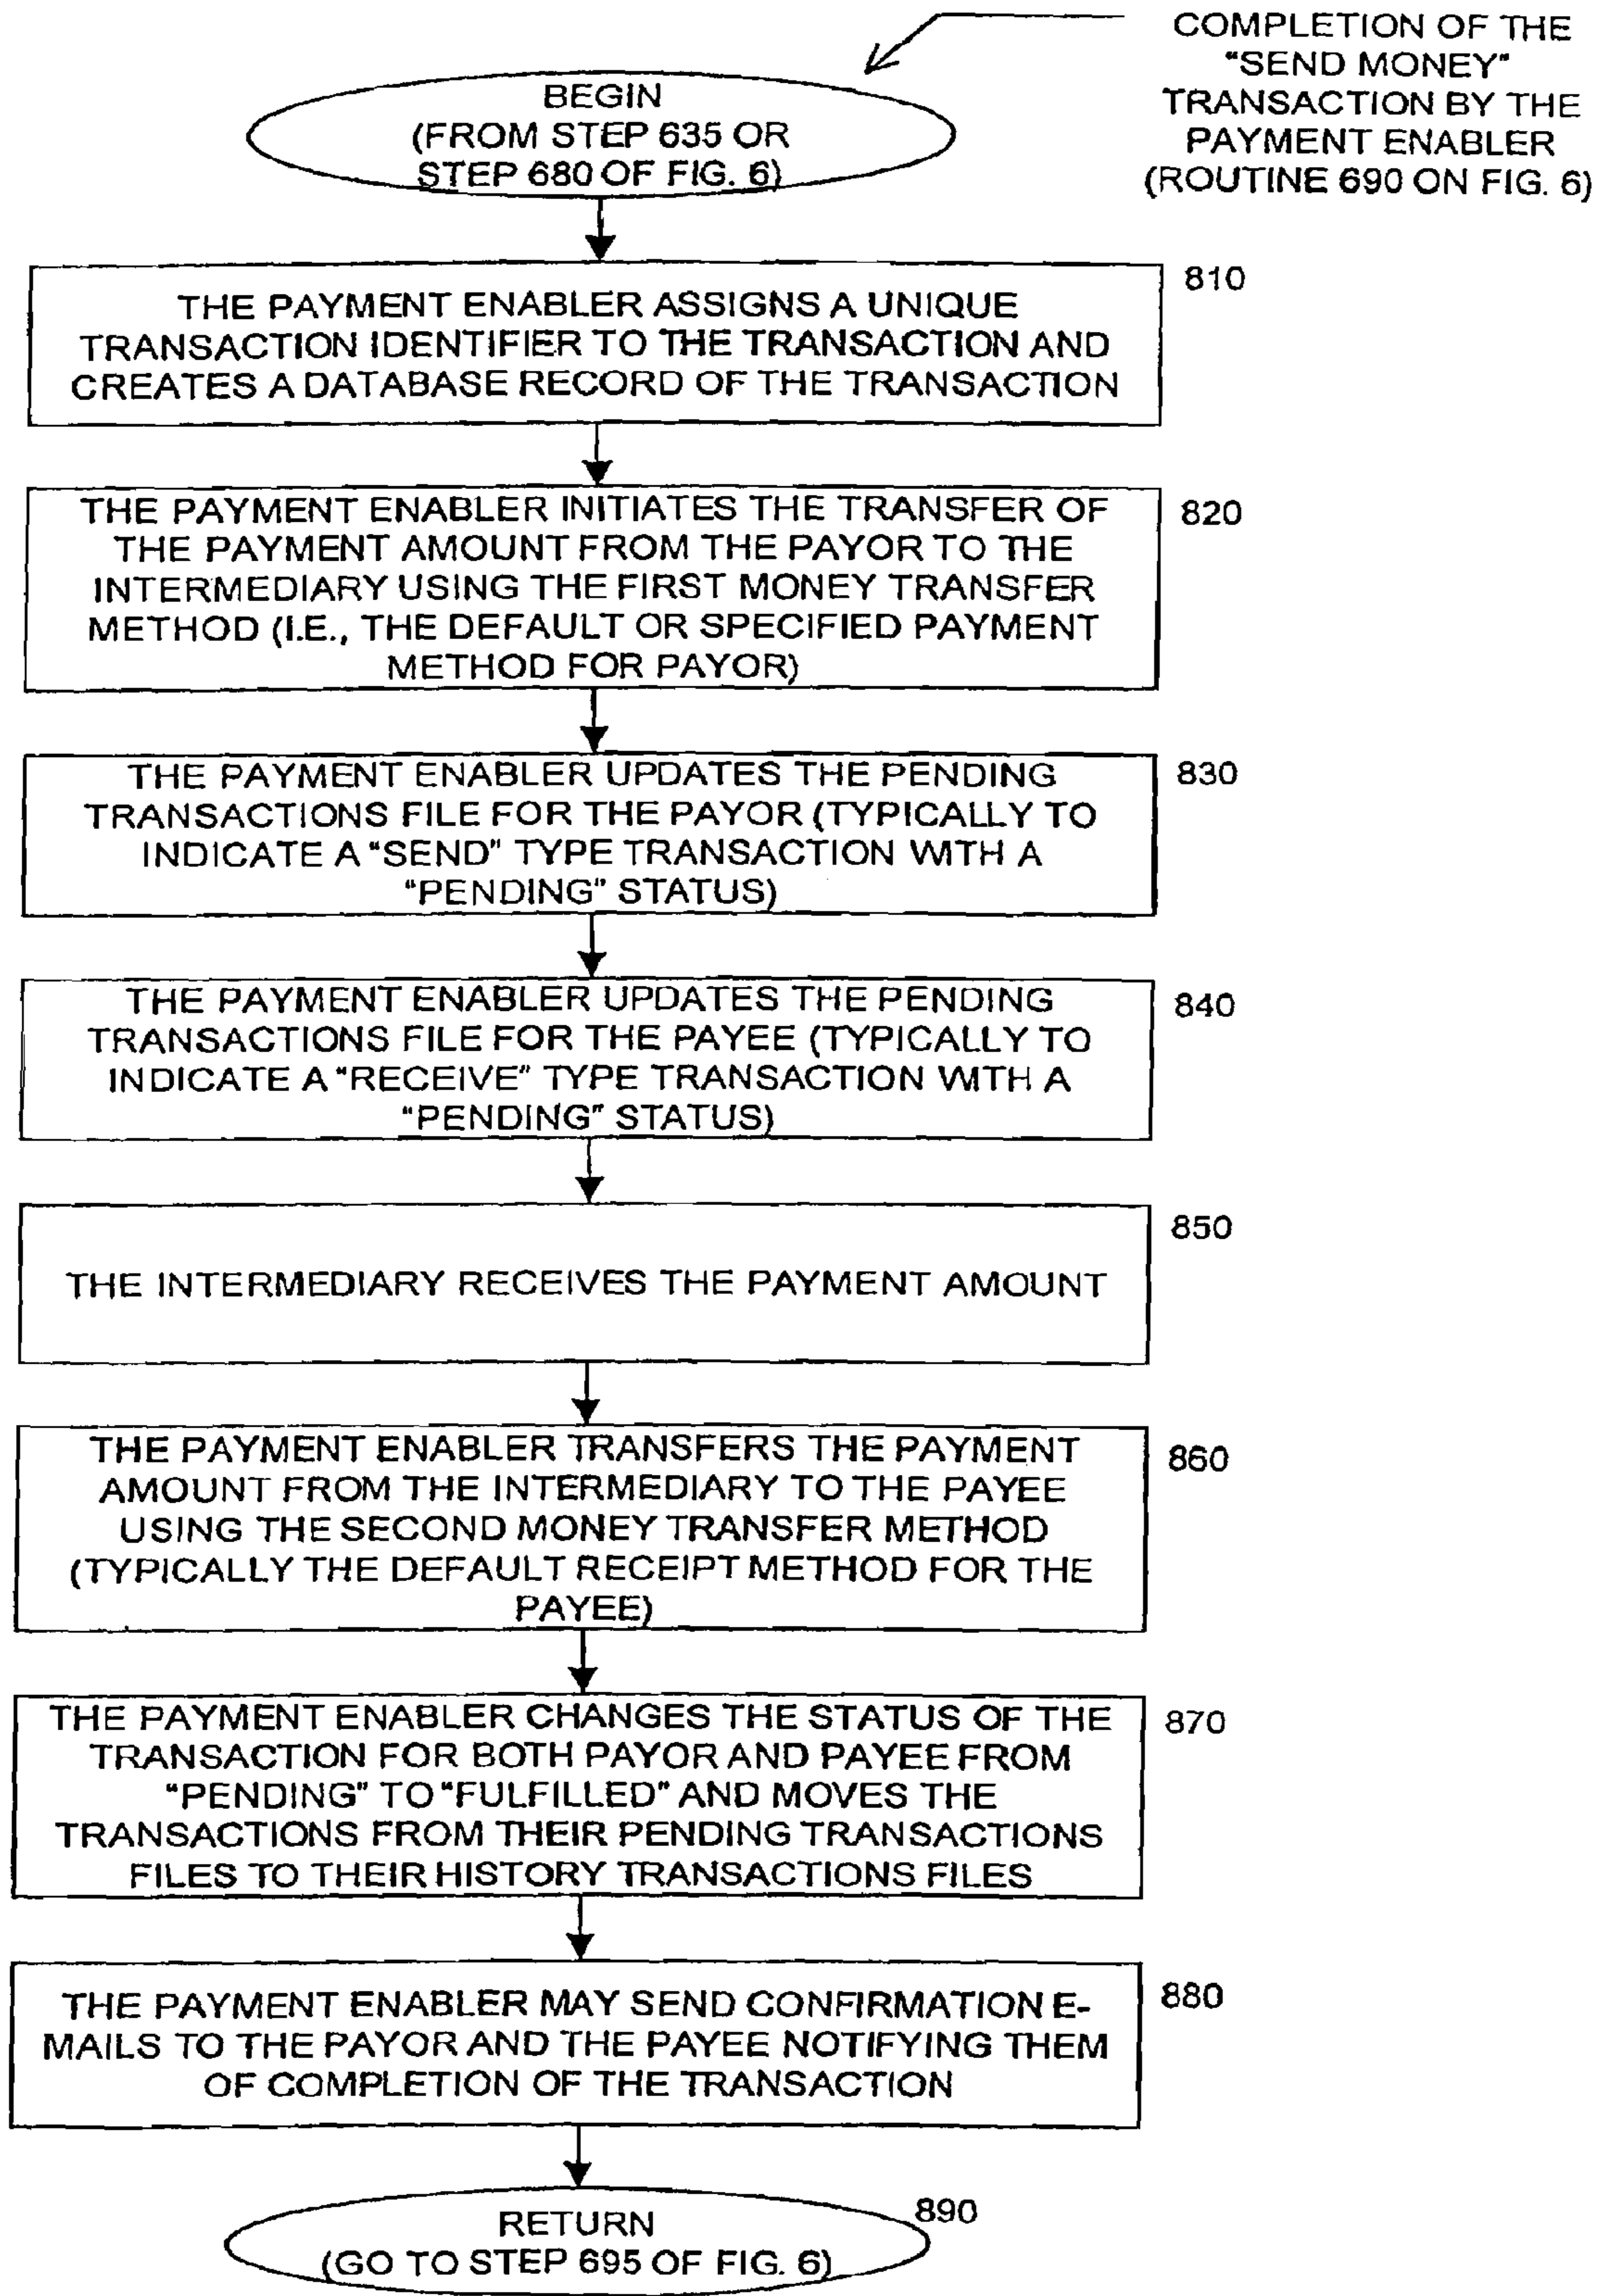 COMPLETION OF THE
"SEND MONEY"
TRANSACTION BY THE
PAYMENT ENABLER
(ROUTINE 690 ON FIG. 6)
BEGIN
(FROM STEP 635 OR
STEP 680 OF FIG. 6)
810
THE PAYMENT ENABLER ASSIGNS A UNIQUE
TRANSACTION IDENTIFIER TO THE TRANSACTION AND
CREATES A DATABASE RECORD OF THE TRANSACTION
820
THE PAYMENT ENABLER INITIATES THE TRANSFER OF
THE PAYMENT AMOUNT FROM THE PAYOR TO THE
INTERMEDIARY USING THE FIRST MONEY TRANSFER
METHOD (I.E., THE DEFAULT OR SPECIFIED PAYMENT
METHOD FOR PAYOR)
830
THE PAYMENT ENABLER UPDATES THE PENDING
TRANSACTIONS FILE FOR THE PAYOR (TYPICALLY TO
INDICATE A "SEND" TYPE TRANSACTION WITH A
"PENDING" STATUS)
840
THE PAYMENT ENABLER UPDATES THE PENDING
TRANSACTIONS FILE FOR THE PAYEE (TYPICALLY TO
INDICATE A "RECEIVE" TYPE TRANSACTION WITH A
"PENDING" STATUS)
850
THE INTERMEDIARY RECEIVES THE PAYMENT AMOUNT
860
THE PAYMENT ENABLER TRANSFERS THE PAYMENT
AMOUNT FROM THE INTERMEDIARY TO THE PAYEE
USING THE SECOND MONEY TRANSFER METHOD
(TYPICALLY THE DEFAULT RECEIPT METHOD FOR THE
PAYEE)
870
THE PAYMENT ENABLER CHANGES THE STATUS OF THE
TRANSACTION FOR BOTH PAYOR AND PAYEE FROM
"PENDING" TO "FULFILLED" AND MOVES THE
TRANSACTIONS FROM THEIR PENDING TRANSACTIONS
FILES TO THEIR HISTORY TRANSACTIONS FILES
880
THE PAYMENT ENABLER MAY SEND CONFIRMATION E-
MAILS TO THE PAYOR AND THE PAYEE NOTIFYING THEM
OF COMPLETION OF THE TRANSACTION
890
RETURN
(GO TO STEP 695 OF FIG. 6)